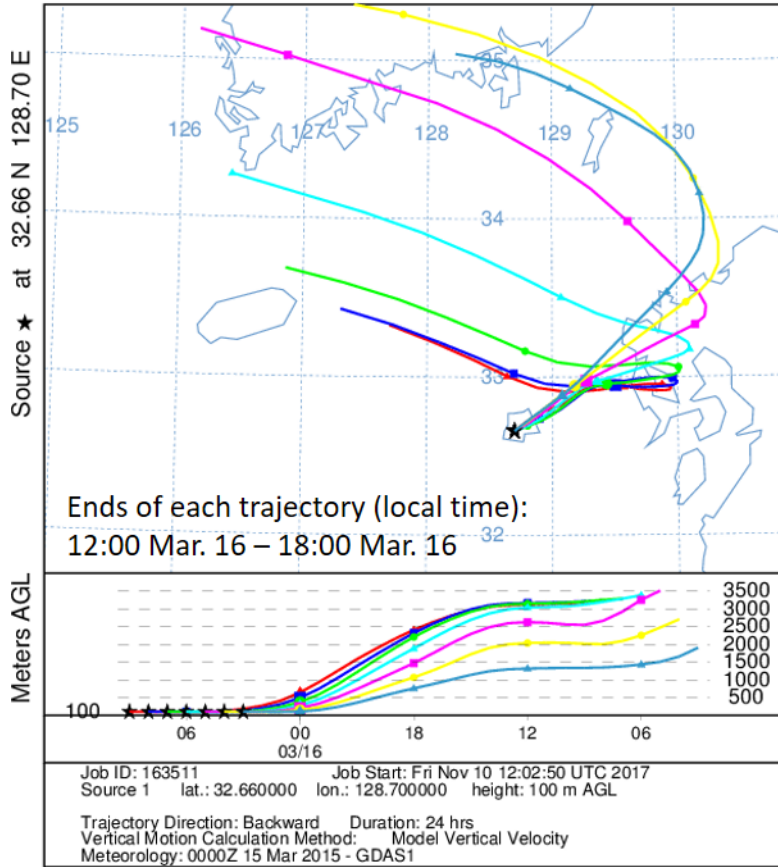 Source ★ at 32.66 N 128.70 E
35
125 126 127 128 129 130
34
33
32
Ends of each trajectory (local time):
12:00 Mar. 16 – 18:00 Mar. 16
Meters AGL
3500
3000
2500
2000
1500
1000
500
100
06 00 18 12 06
03/16
Job ID: 163511 Job Start: Fri Nov 10 12:02:50 UTC 2017
Source 1 lat.: 32.660000 lon.: 128.700000 height: 100 m AGL
Trajectory Direction: Backward Duration: 24 hrs
Vertical Motion Calculation Method: Model Vertical Velocity
Meteorology: 0000Z 15 Mar 2015 - GDAS1